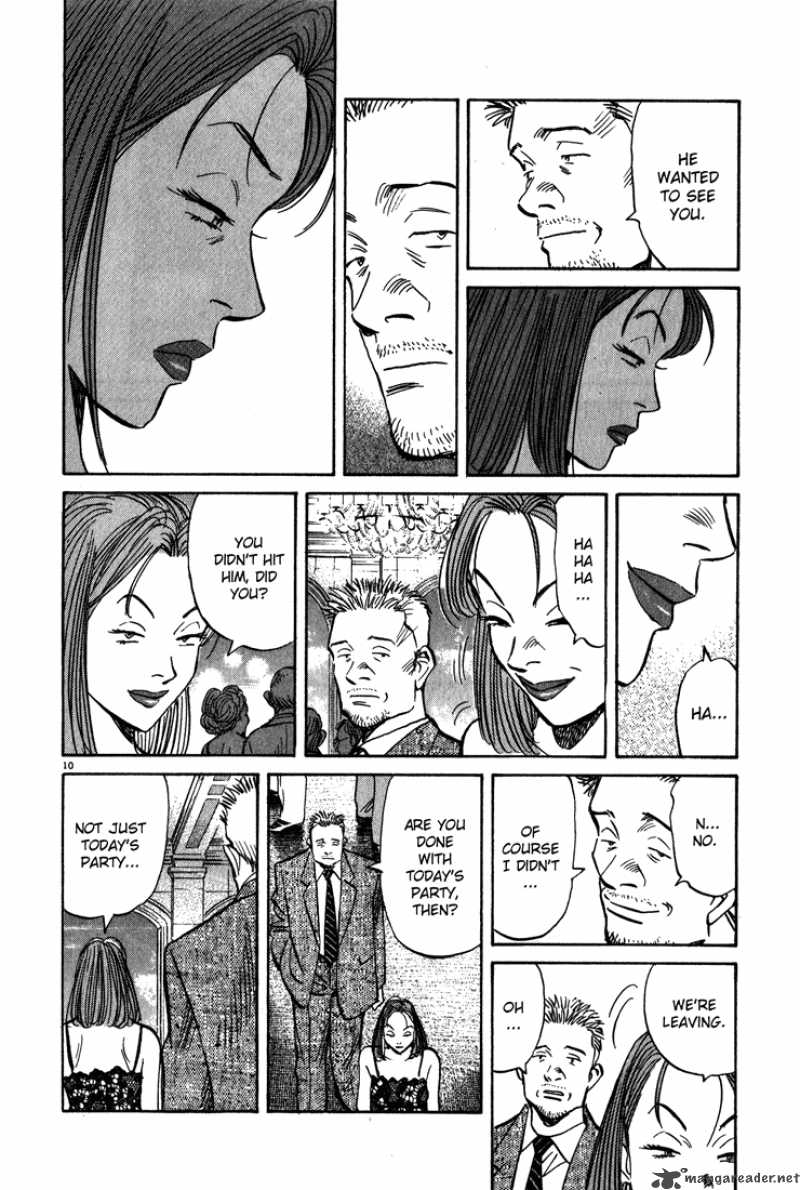 HE
WANTED
TO SEE
YOU.
HA...
HA
HA
HA
...
YOU
DIDN'T HIT
HIM, DID
YOU?
N...
NO.
OF
COURSE
I DIDN'T
...
ARE YOU
DONE
WITH
TODAY'S
PARTY,
THEN?
NOT JUST
TODAY'S
PARTY...
WE'RE
LEAVING.
OH
...
10
mangareader.net